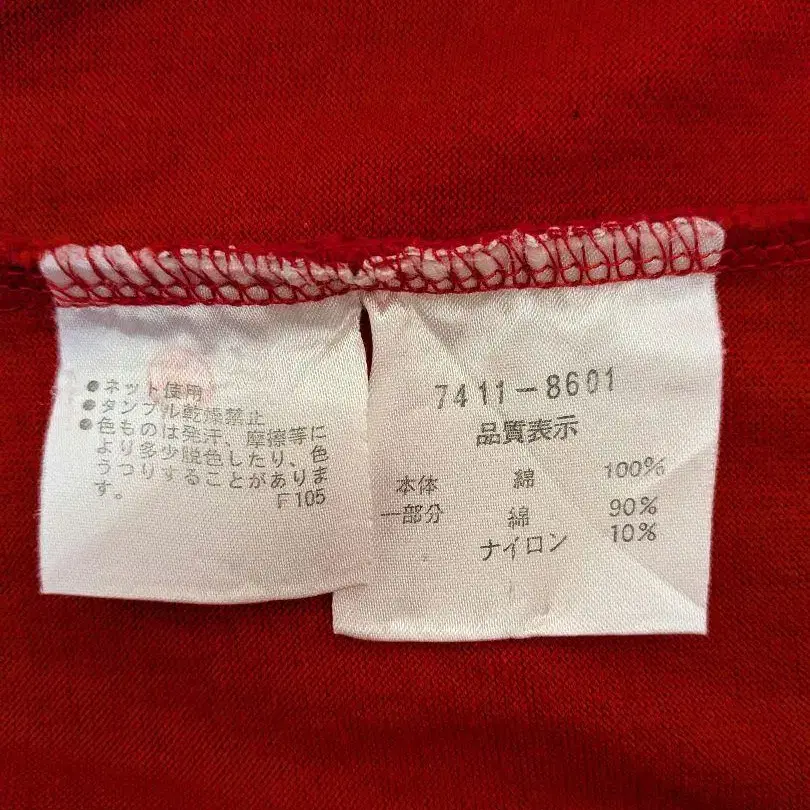 ●ネット使用
●タンブル乾燥禁止
●色ものは発汗、摩擦等に
より多少脱色したり、色
うつりすることがありま
す。
F105
7411-8601
品質表示
本体 綿 100%
一部分 綿 90%
ナイロン 10%